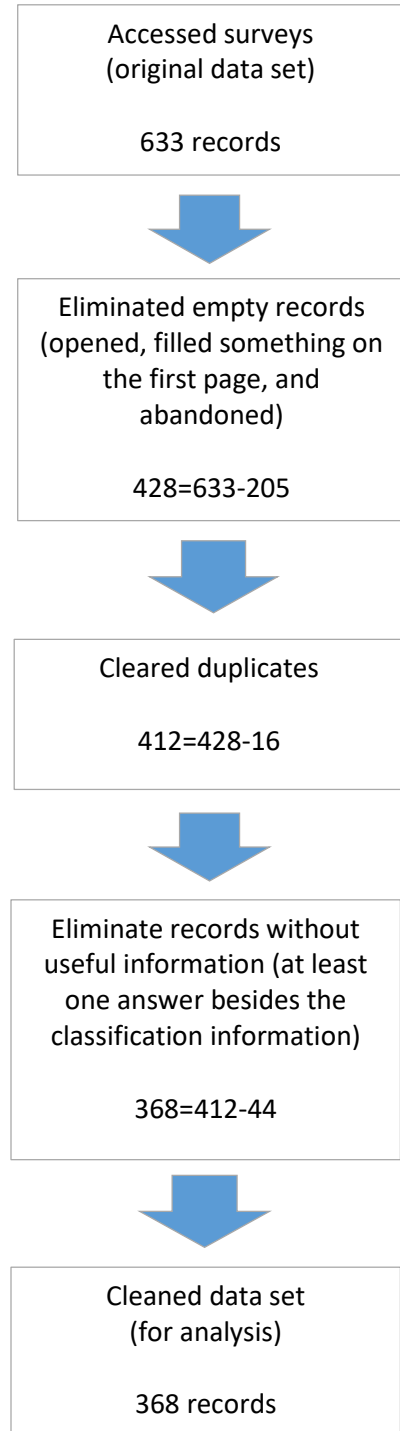 Accessed surveys
(original data set)
633 records
Eliminated empty records
(opened, filled something on
the first page, and
abandoned)
428=633-205
Cleared duplicates
412=428-16
Eliminate records without
useful information (at least
one answer besides the
classification information)
368=412-44
Cleaned data set
(for analysis)
368 records